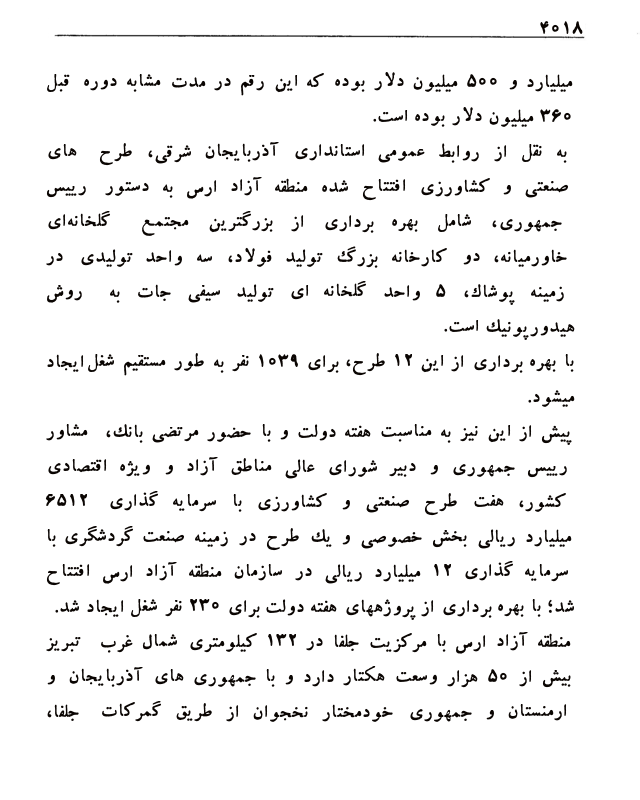 ۴۰۱۸
میلیارد و ۵۰۰ میلیون دلار بوده که این رقم در مدت مشابه دوره قبل
۳۶۰ میلیون دلار بوده است.
به نقل از روابط عمومی استانداری آذربایجان شرقی، طرح های
صنعتی و کشاورزی افتتاح شده منطقه آزاد ارس به دستور رییس
جمهوری، شامل بهره برداری از بزرگترین مجتمع گلخانه‌ای
خاورمیانه، دو کارخانه بزرگ تولید فولاد، سه واحد تولیدی در
زمینه پوشاك، ۵ واحد گلخانه ای تولید سیفی جات به روش
هیدورپونیك است.
با بهره برداری از این ۱۲ طرح، برای ۱۰۳۹ نفر به طور مستقیم شغل ایجاد
میشود.
پیش از این نیز به مناسبت هفته دولت و با حضور مرتضی بانك، مشاور
رییس جمهوری و دبیر شورای عالی مناطق آزاد و ویژه اقتصادی
کشور، هفت طرح صنعتی و کشاورزی با سرمایه گذاری ۶۵۱۲
میلیارد ریالی بخش خصوصی و یك طرح در زمینه صنعت گردشگری با
سرمایه گذاری ۱۲ میلیارد ریالی در سازمان منطقه آزاد ارس افتتاح
شد؛ با بهره برداری از پروژههای هفته دولت برای ۲۳۰ نفر شغل ایجاد شد.
منطقه آزاد ارس با مرکزیت جلفا در ۱۳۲ کیلومتری شمال غرب تبریز
بیش از ۵۰ هزار وسعت هکتار دارد و با جمهوری های آذربایجان و
ارمنستان و جمهوری خودمختار نخجوان از طریق گمرکات جلفا،